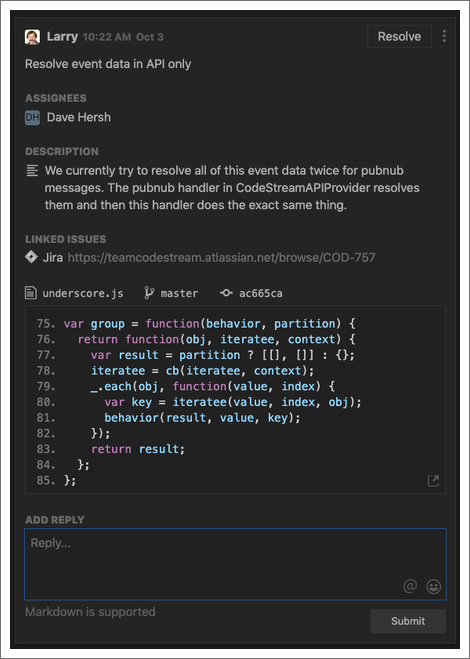 Larry 10:22 AM Oct 3 Resolve
Resolve event data in API only
ASSIGNEES
DH Dave Hersh
DESCRIPTION
We currently try to resolve all of this event data twice for pubnub
messages. The pubnub handler in CodeStreamAPIProvider resolves
them and then this handler does the exact same thing.
LINKED ISSUES
Jira https://teamcodestream.atlassian.net/browse/COD-757
underscore.js master ac665ca
75. var group = function(behavior, partition) {
76.   return function(obj, iteratee, context) {
77.     var result = partition ? [[], []] : {};
78.     iteratee = cb(iteratee, context);
79.     _.each(obj, function(value, index) {
80.       var key = iteratee(value, index, obj);
81.       behavior(result, value, key);
82.     });
83.     return result;
84.   };
85. };
ADD REPLY
Reply...
@
Markdown is supported
Submit